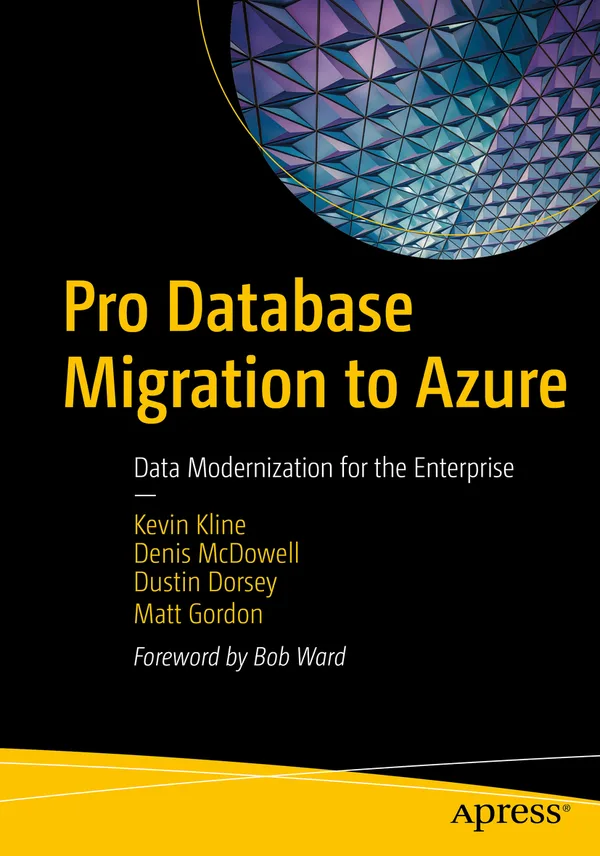 Pro Database
Migration to Azure
Data Modernization for the Enterprise
Kevin Kline
Denis McDowell
Dustin Dorsey
Matt Gordon
Foreword by Bob Ward
Apress®